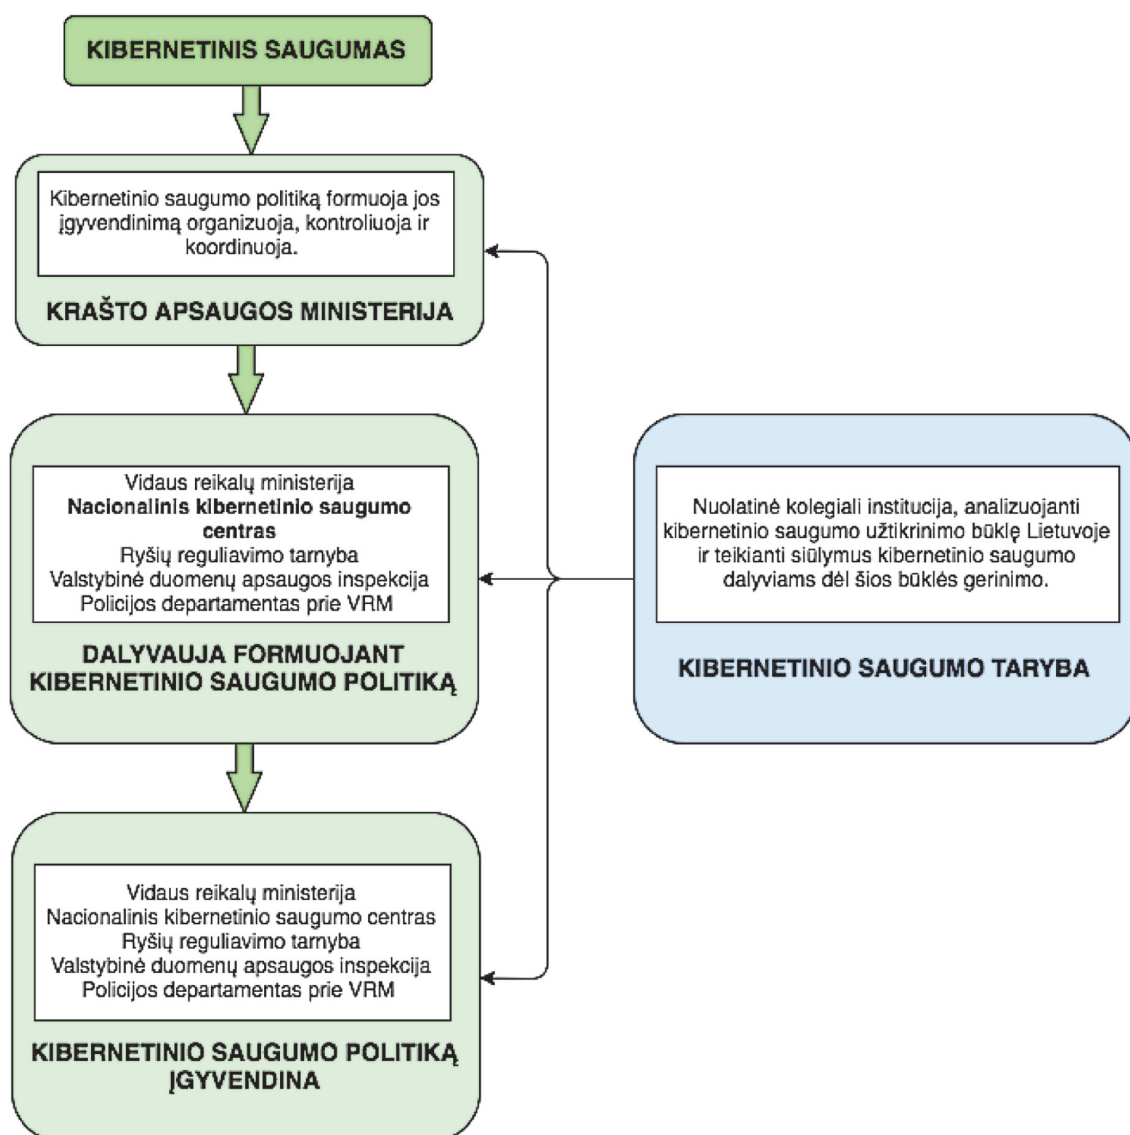 KIBERNETINIS SAUGUMAS
Kibernetinio saugumo politiką formuoja jos
įgyvendinimą organizuoja, kontroliuoja ir
koordinuoja.
KRAŠTO APSAUGOS MINISTERIJA
Vidaus reikalų ministerija
Nacionalinis kibernetinio saugumo
centras
Ryšių reguliavimo tarnyba
Valstybinė duomenų apsaugos inspekcija
Policijos departamentas prie VRM
DALYVAUJA FORMUOJANT
KIBERNETINIO SAUGUMO POLITIKĄ
Nuolatinė kolegiali institucija, analizuojanti
kibernetinio saugumo užtikrinimo būklę Lietuvoje
ir teikianti siūlymus kibernetinio saugumo
dalyviams dėl šios būklės gerinimo.
KIBERNETINIO SAUGUMO TARYBA
Vidaus reikalų ministerija
Nacionalinis kibernetinio saugumo centras
Ryšių reguliavimo tarnyba
Valstybinė duomenų apsaugos inspekcija
Policijos departamentas prie VRM
KIBERNETINIO SAUGUMO POLITIKĄ
ĮGYVENDINA